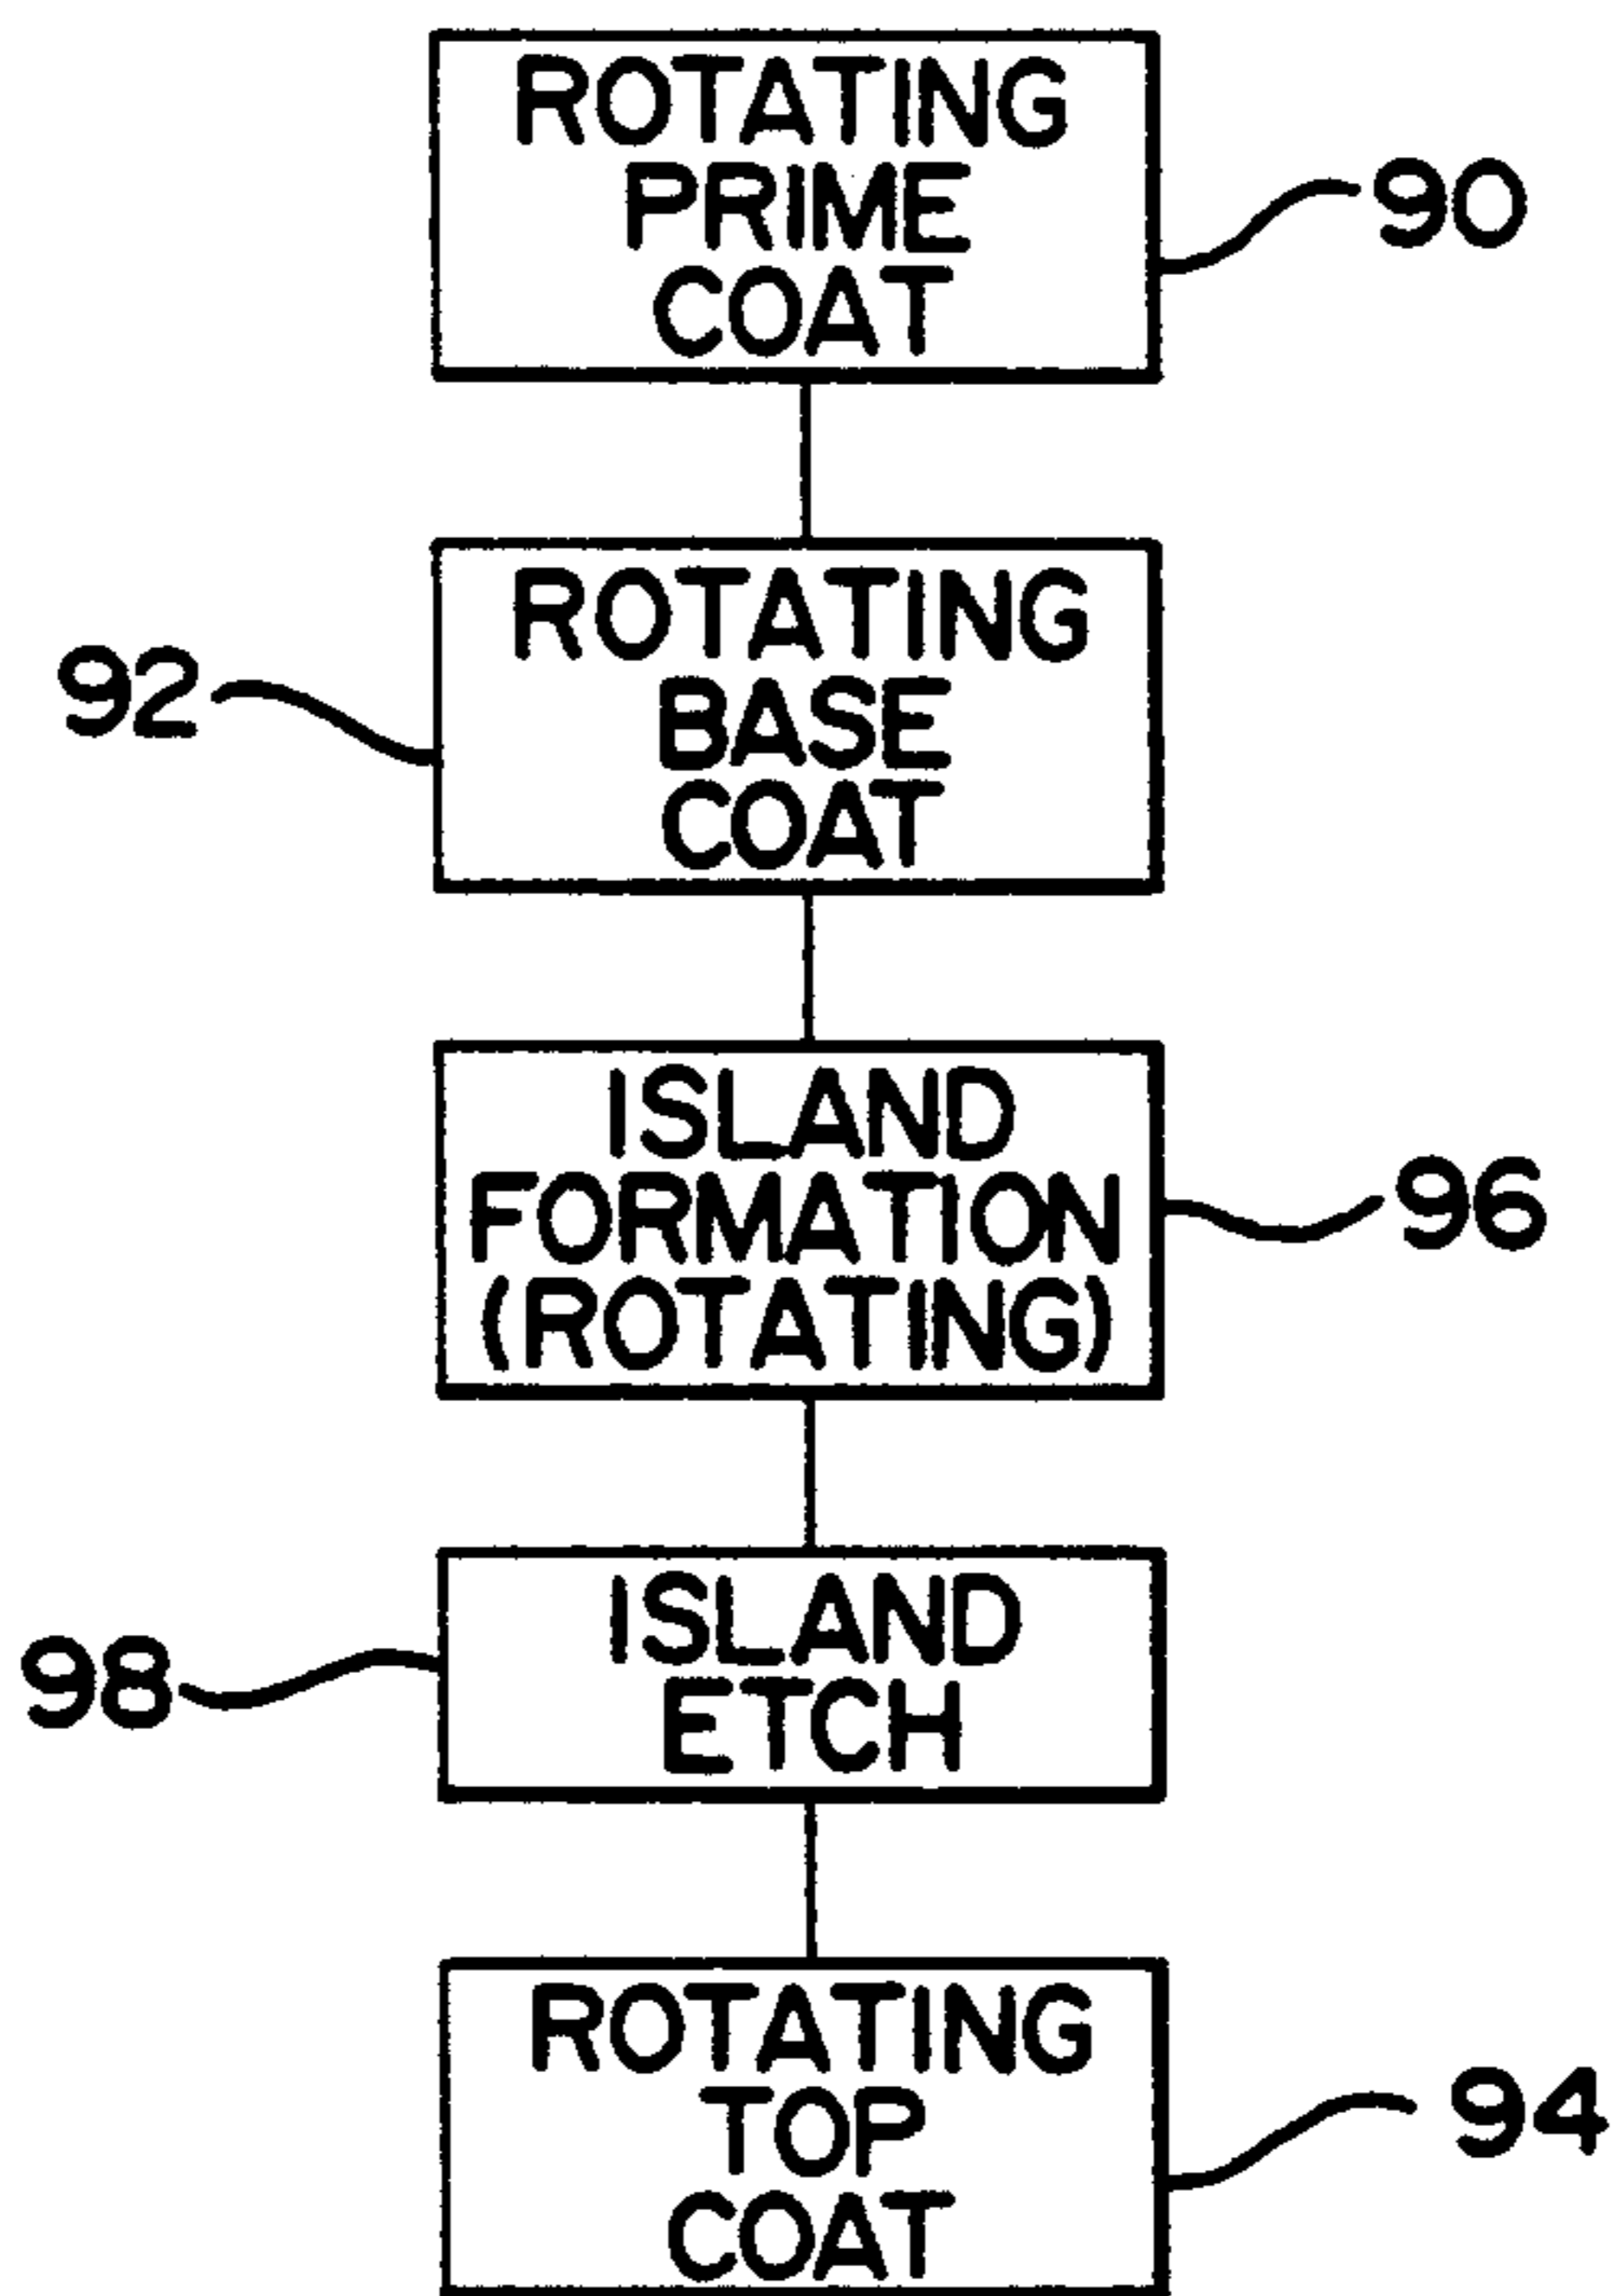 ROTATING
PRIME
COAT
90
ROTATING
BASE
COAT
92
ISLAND
FORMATION
(ROTATING)
96
ISLAND
ETCH
98
ROTATING
TOP
COAT
94